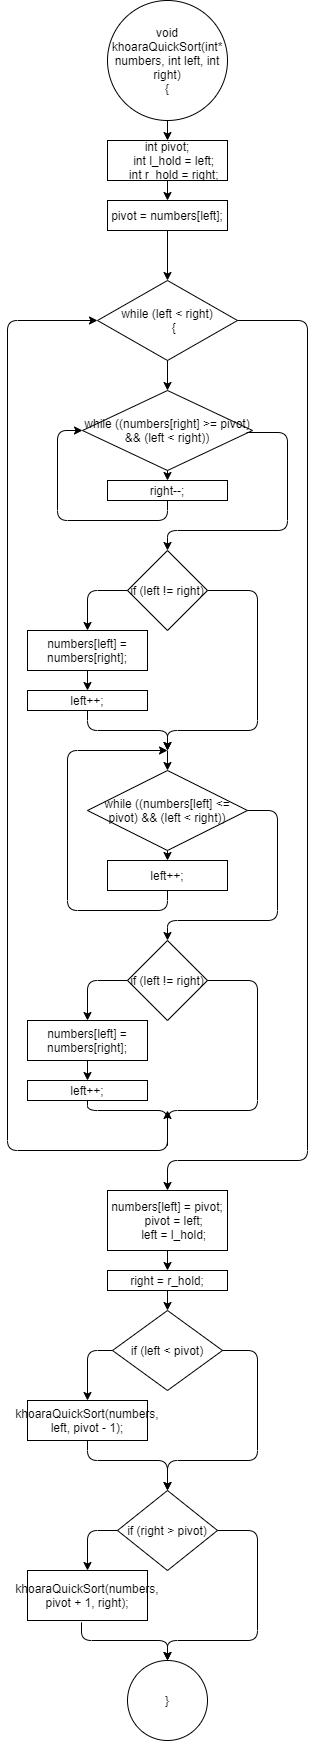 void
khoaraQuickSort(int*
numbers, int left, int
right)
{
int pivot;
int l_hold = left;
int r_hold = right;
pivot = numbers[left];
while (left < right)
{
while ((numbers[right] >= pivot)
&& (left < right))
right--;
if (left != right)
numbers[left] =
numbers[right];
left++;
while ((numbers[left] <=
pivot) && (left < right))
left++;
if (left != right)
numbers[left] =
numbers[right];
left++;
numbers[left] = pivot;
pivot = left;
left = l_hold;
right = r_hold;
if (left < pivot)
khoaraQuickSort(numbers,
left, pivot - 1);
if (right > pivot)
khoaraQuickSort(numbers,
pivot + 1, right);
}